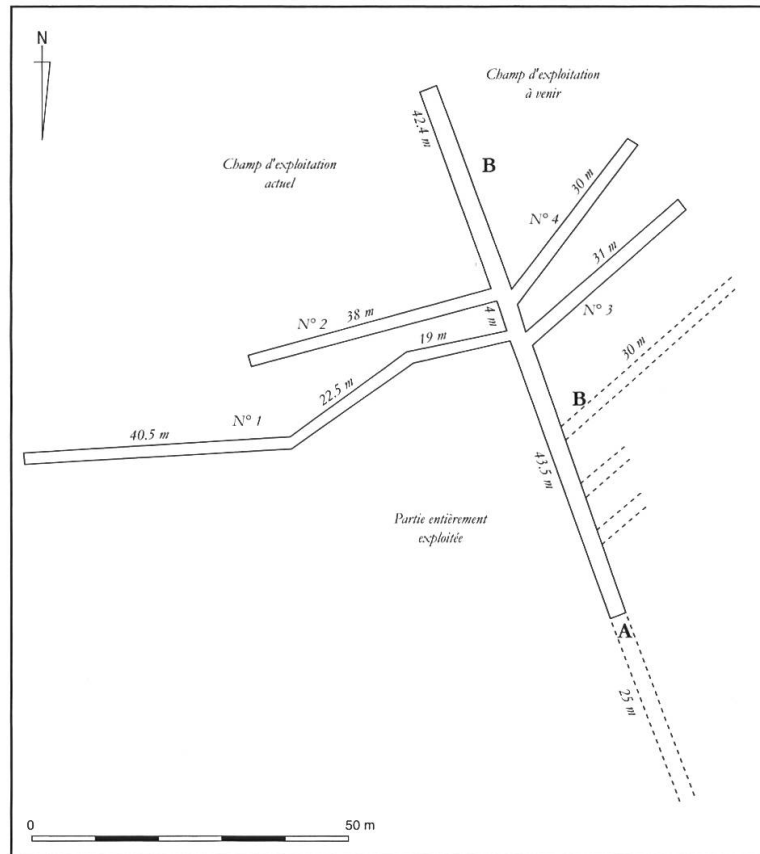 N
Champ d'exploitation
à venir
42.4 m
B
Champ d'exploitation
actuel
30 m
N° 4
31 m
N° 2
38 m
4 m
N° 3
19 m
30 m
22.5 m
B
N° 1
40.5 m
43.5 m
Partie entièrement
exploitée
A
25 m
0
50 m